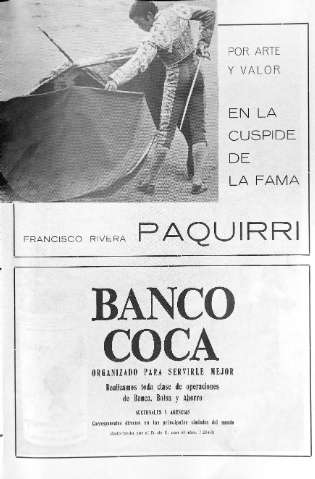 POR ARTE
Y VALOR
EN LA
CUSPIDE
DE
LA FAMA
FRANCISCO RIVERA PAQUIRRI
BANCO
COCA
ORGANIZADO PARA SERVIRLE MEJOR
Realizamos toda clase de operaciones
de Banca, Bolsa y Ahorro
SUCURSALES Y AGENCIAS
Corresponsales directos en las principales ciudades del mundo